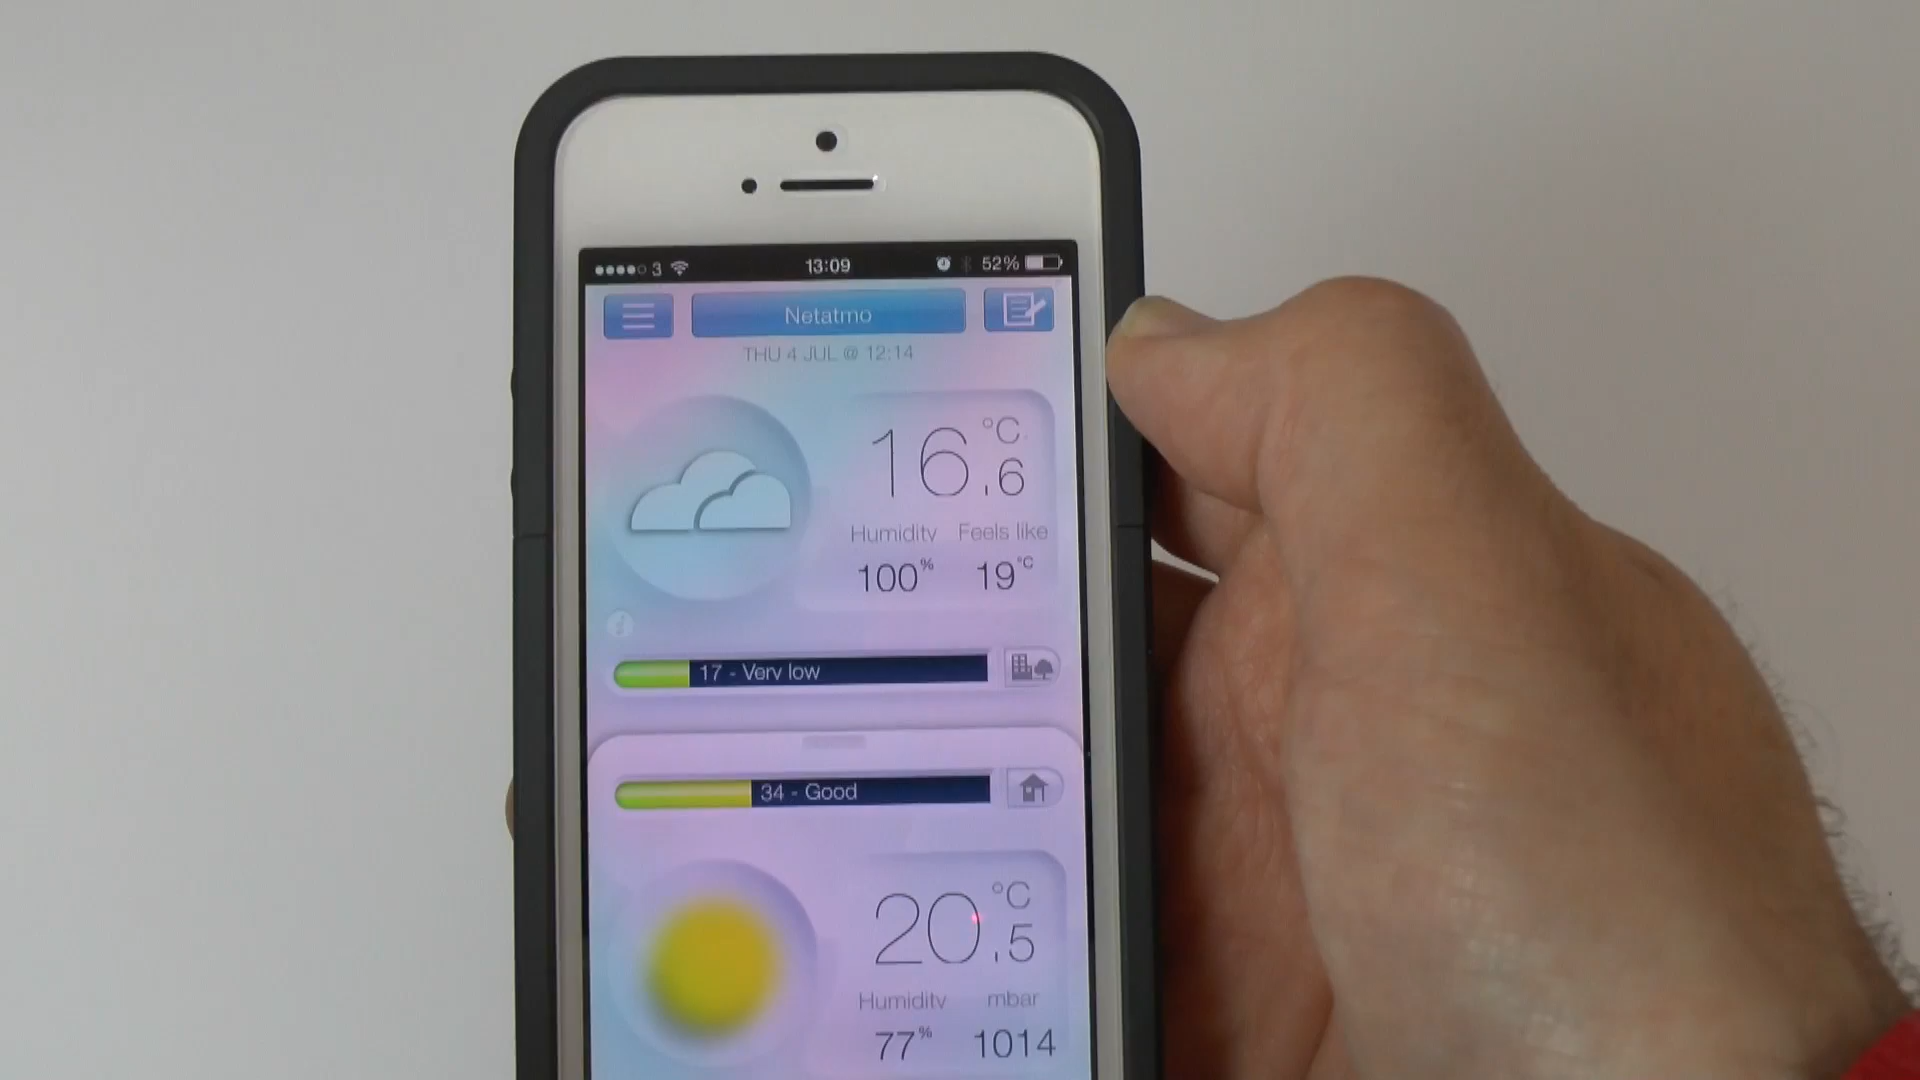 3 13:09 52%
Netatmo
THU 4 JUL @ 12:14
16.6 °C
Humidity Feels like
100% 19°C
17 - Very low
34 - Good
20.5 °C
Humidity mbar
77% 1014